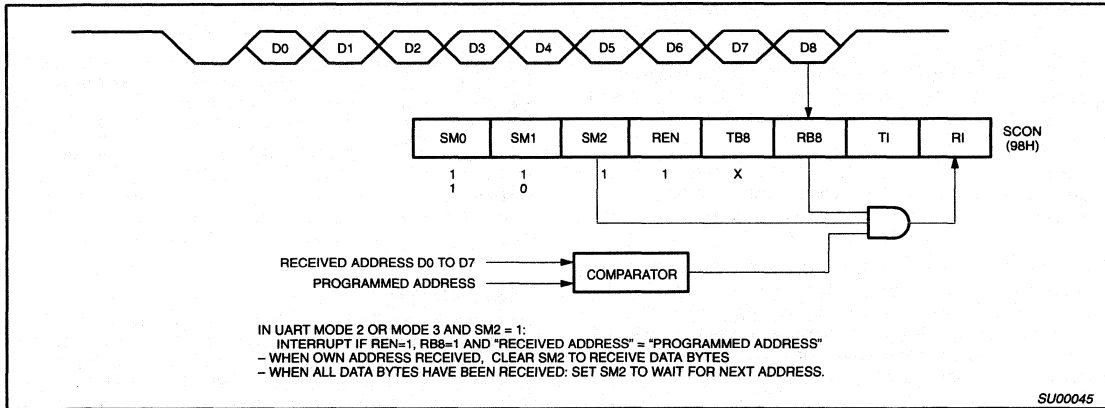 D0 D1 D2 D3 D4 D5 D6 D7 D8
SM0 SM1 SM2 REN TB8 RB8 TI RI
SCON
(98H)
1 1 1 1 X
1 0
RECEIVED ADDRESS D0 TO D7
PROGRAMMED ADDRESS
COMPARATOR
IN UART MODE 2 OR MODE 3 AND SM2 = 1:
INTERRUPT IF REN=1, RB8=1 AND "RECEIVED ADDRESS" = "PROGRAMMED ADDRESS"
– WHEN OWN ADDRESS RECEIVED, CLEAR SM2 TO RECEIVE DATA BYTES
– WHEN ALL DATA BYTES HAVE BEEN RECEIVED: SET SM2 TO WAIT FOR NEXT ADDRESS.
SU00045